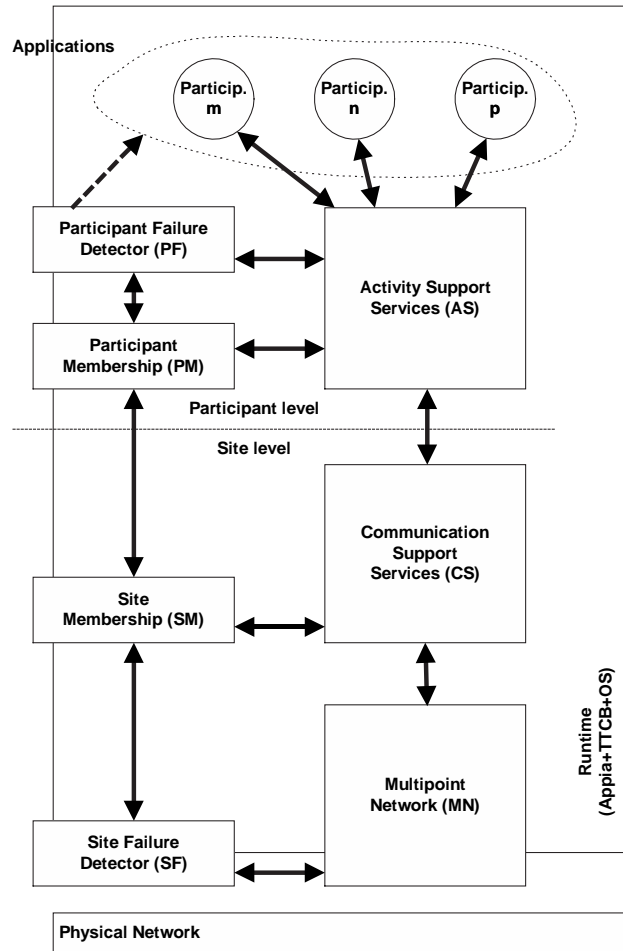 Applications
Particip.
m
Particip.
n
Particip.
p
Participant Failure
Detector (PF)
Activity Support
Services (AS)
Participant
Membership (PM)
Participant level
Site level
Communication
Support
Services (CS)
Site
Membership (SM)
Runtime
(Appia+TTCB+OS)
Multipoint
Network (MN)
Site Failure
Detector (SF)
Physical Network